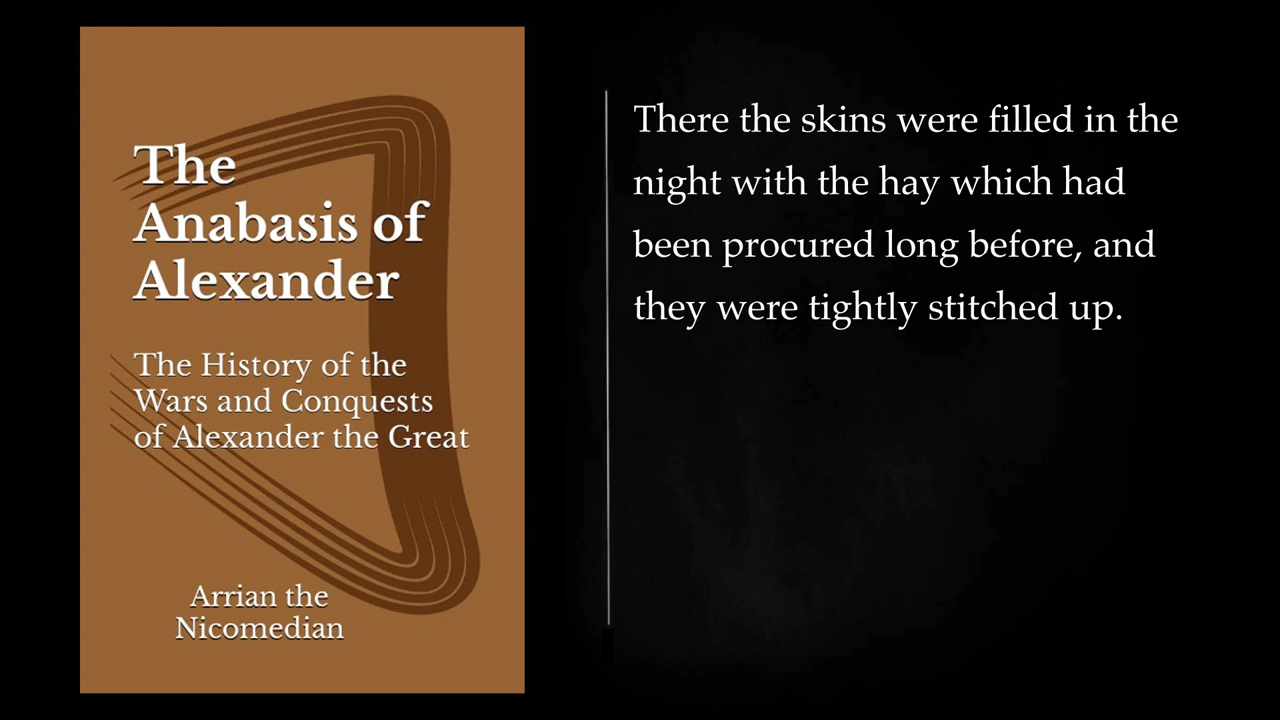 The
Anabasis of
Alexander
The History of the
Wars and Conquests
of Alexander the Great
Arrian the
Nicomedian
There the skins were filled in the
night with the hay which had
been procured long before, and
they were tightly stitched up.